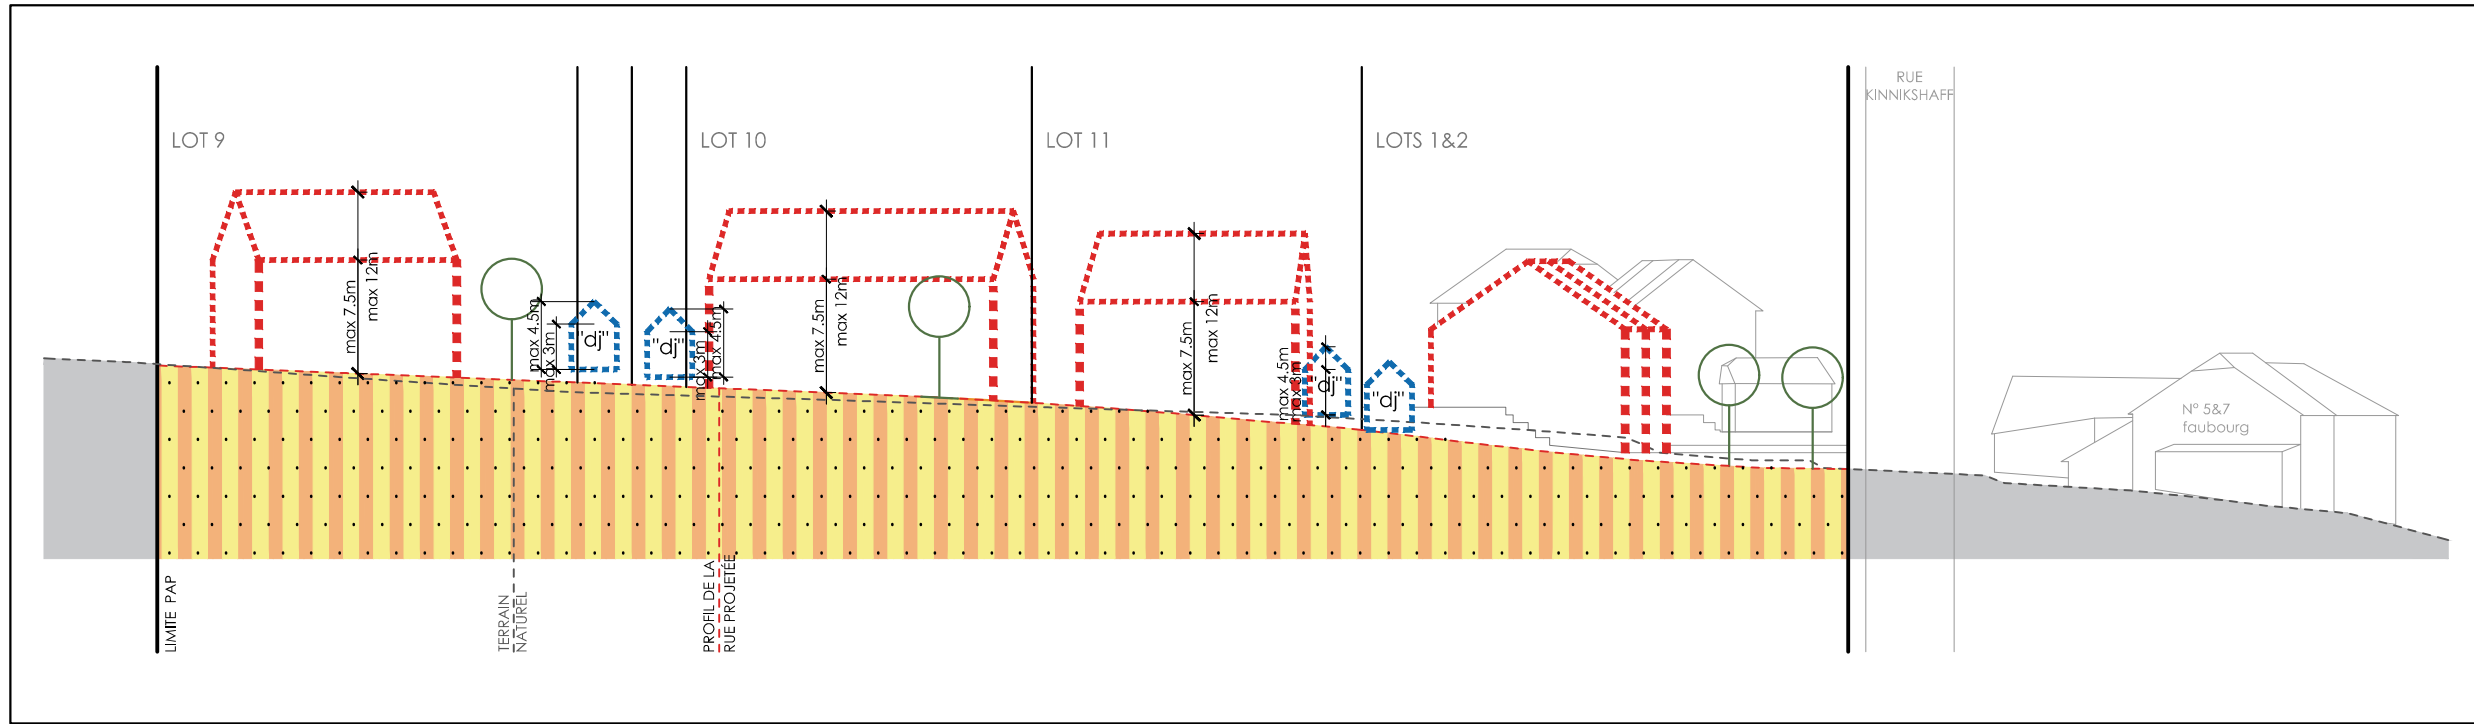 RUE
KINNIKSHAFF
LOT 9
LOT 10
LOT 11
LOTS 1&2
max 7.5m
max 12m
max 4.5m
max 3m
"dj"
"dj"
max 3m
max 4.5m
max 7.5m
max 12m
max 7.5m
max 12m
max 4.5m
max 3m
"dj"
"dj"
N° 5&7
faubourg
LIMITE PAP
TERRAIN
NATUREL
PROFIL DE LA
RUE PROJETÉE